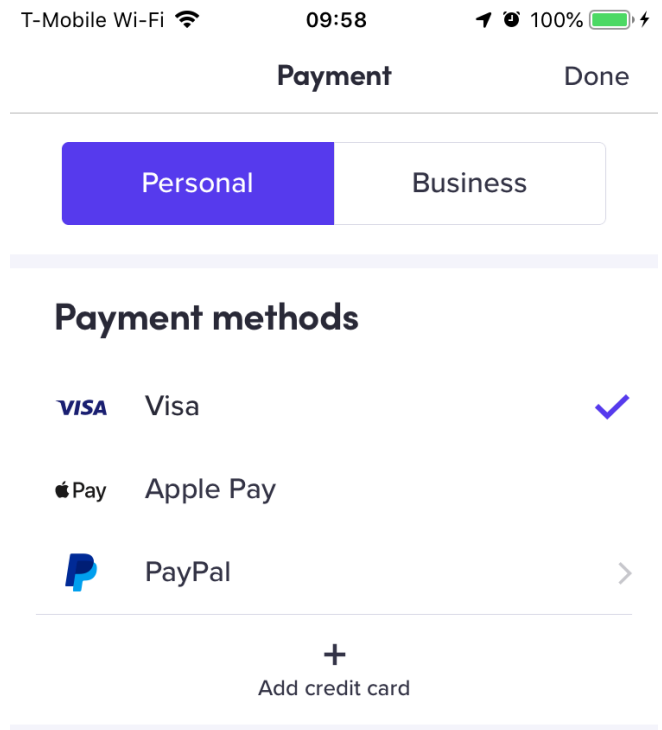 T-Mobile Wi-Fi 09:58 100%
Payment Done
Personal Business
Payment methods
VISA Visa
Pay Apple Pay
PayPal
+
Add credit card